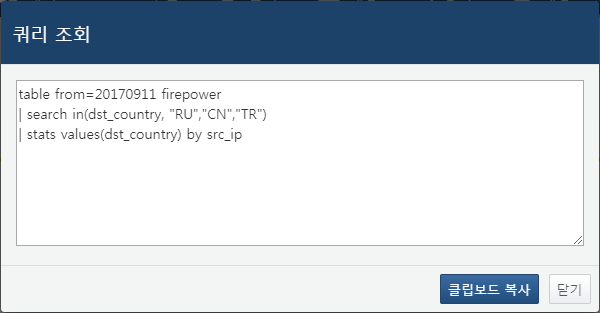 쿼리 조회
table from=20170911 firepower
| search in(dst_country, "RU","CN","TR")
| stats values(dst_country) by src_ip
클립보드 복사
닫기